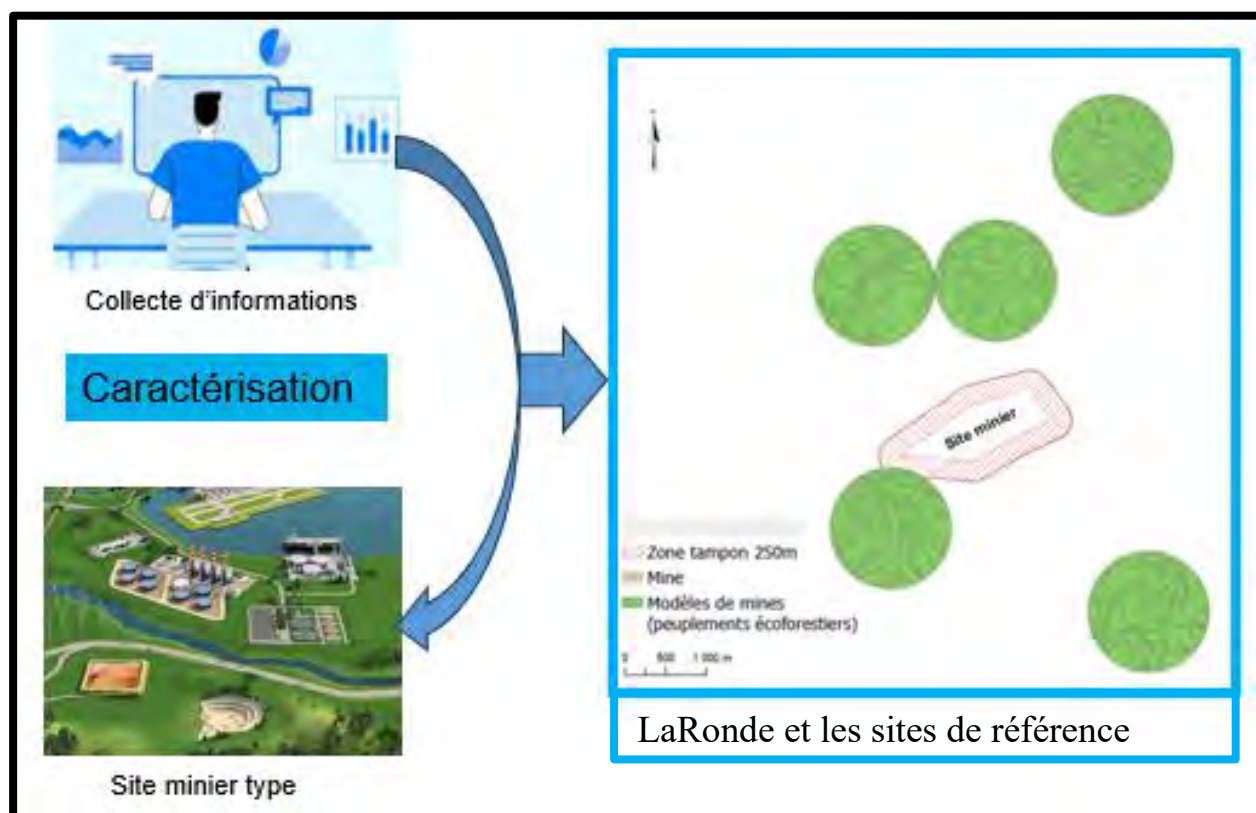 Collecte d'informations
Caractérisation
Site minier type
Site minier
Zone tampon 250m
Mine
Modèles de mines
(peuplements écoforestiers)
0 500 1 000 m
LaRonde et les sites de référence